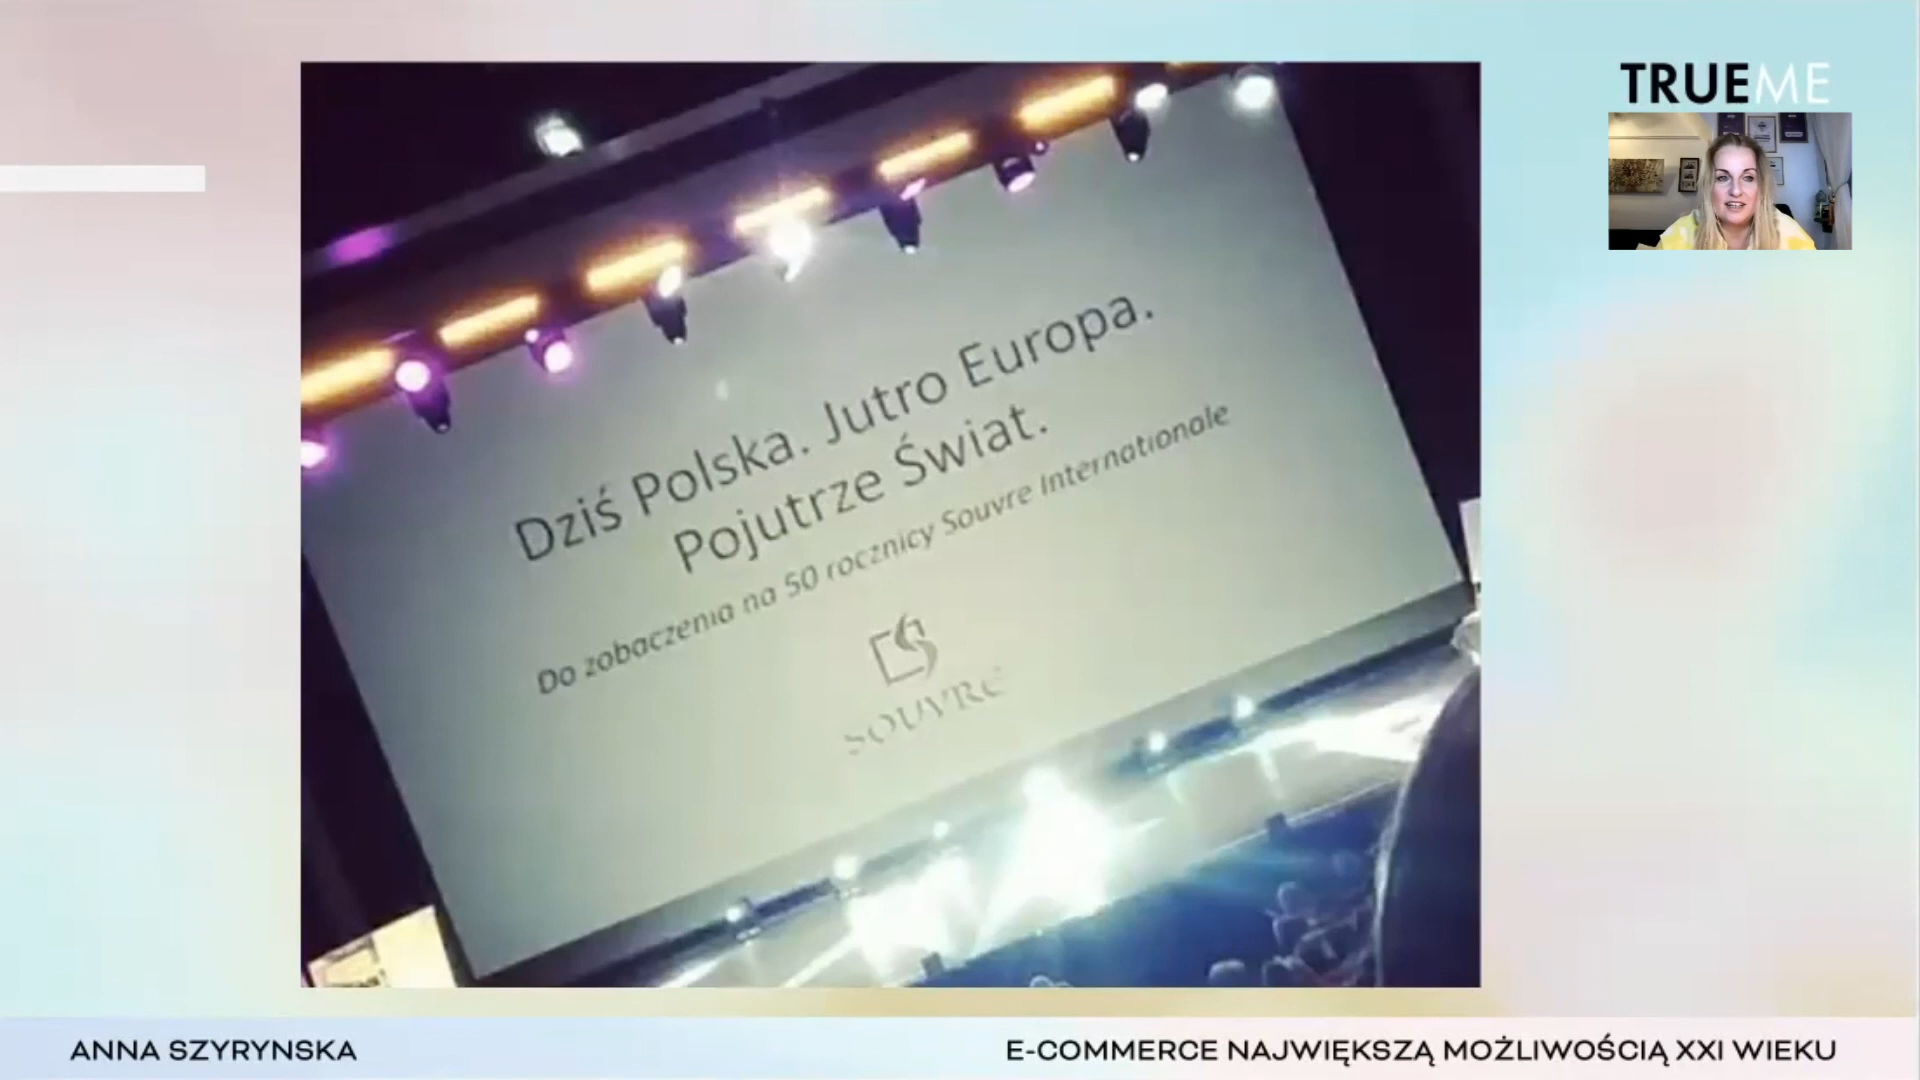 TRUEME
Dziś Polska. Jutro Europa.
Pojutrze Świat.
Do zobaczenia na 50 rocznicy Souvre Internationale
SOUVRE
ANNA SZYRYNSKA
E-COMMERCE NAJWIĘKSZĄ MOŻLIWOŚCIĄ XXI WIEKU